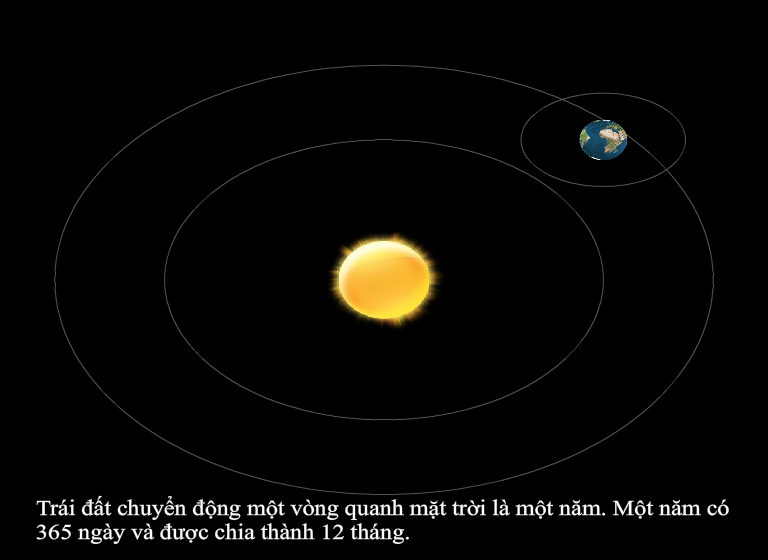 Trái đất chuyển động một vòng quanh mặt trời là một năm. Một năm có
365 ngày và được chia thành 12 tháng.